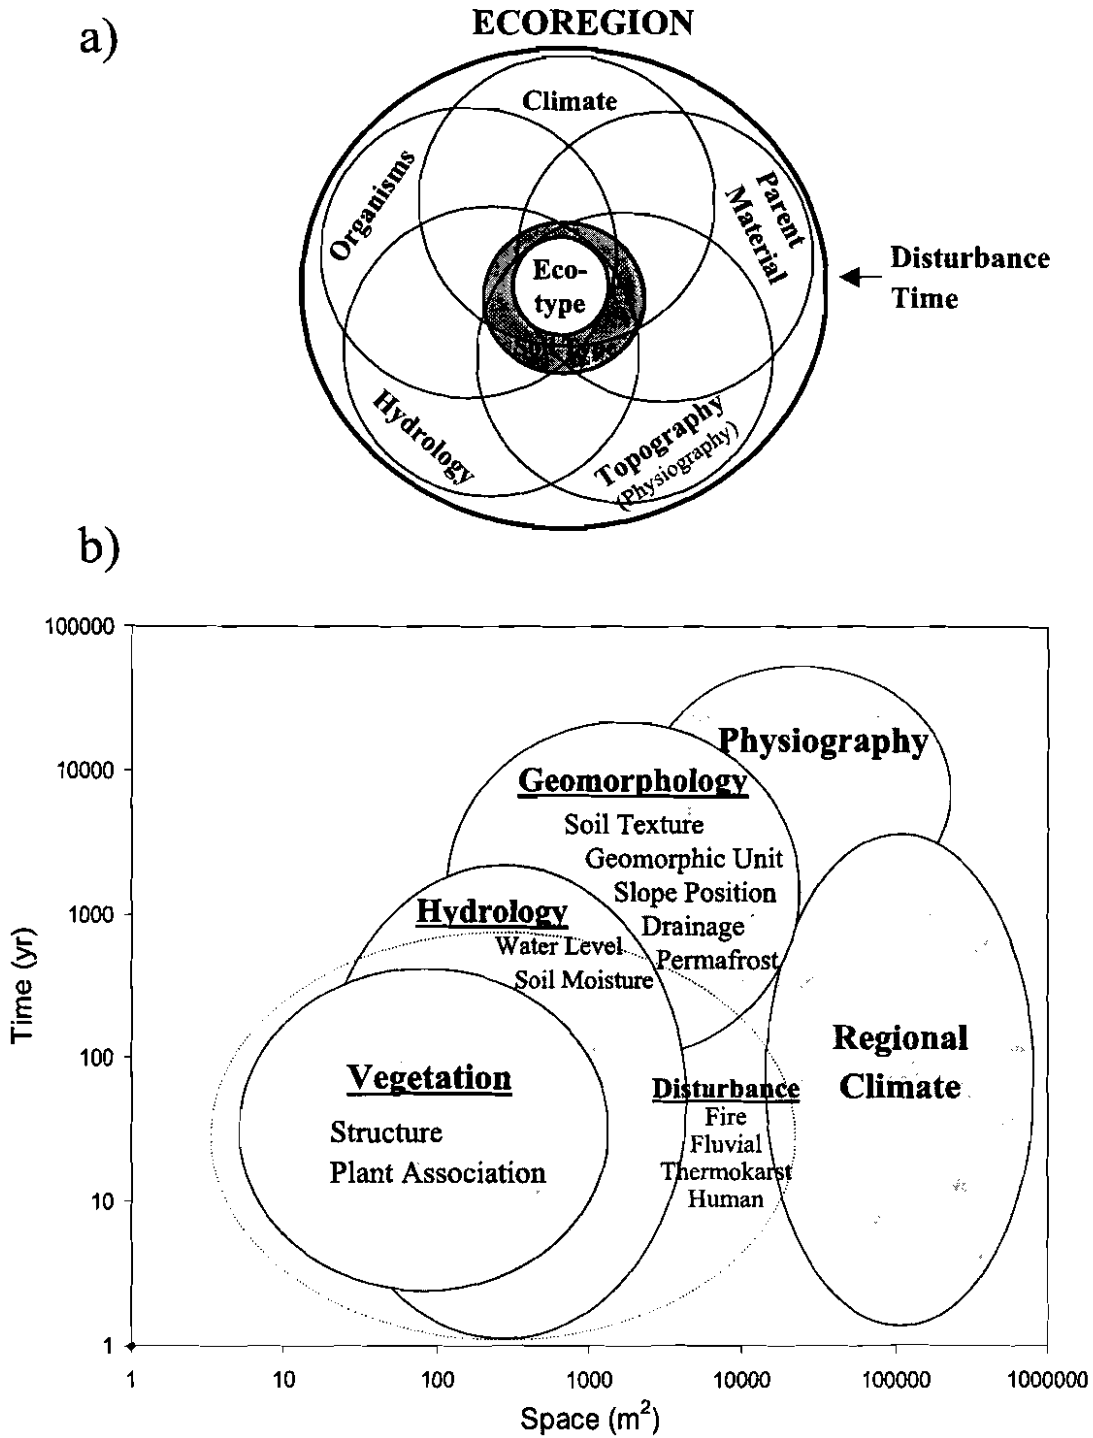 a)
ECOREGION
Climate
Organisms
Parent
Material
Eco-
type
Disturbance
Time
Hydrology
Topography
(Physiography)
b)
100000
10000
1000
100
10
1
Time (yr)
Physiography
Geomorphology
Soil Texture
Geomorphic Unit
Slope Position
Drainage
Permafrost
Hydrology
Water Level
Soil Moisture
Vegetation
Structure
Plant Association
Disturbance
Fire
Fluvial
Thermokarst
Human
Regional
Climate
1 10 100 1000 10000 100000 1000000
Space (m²)